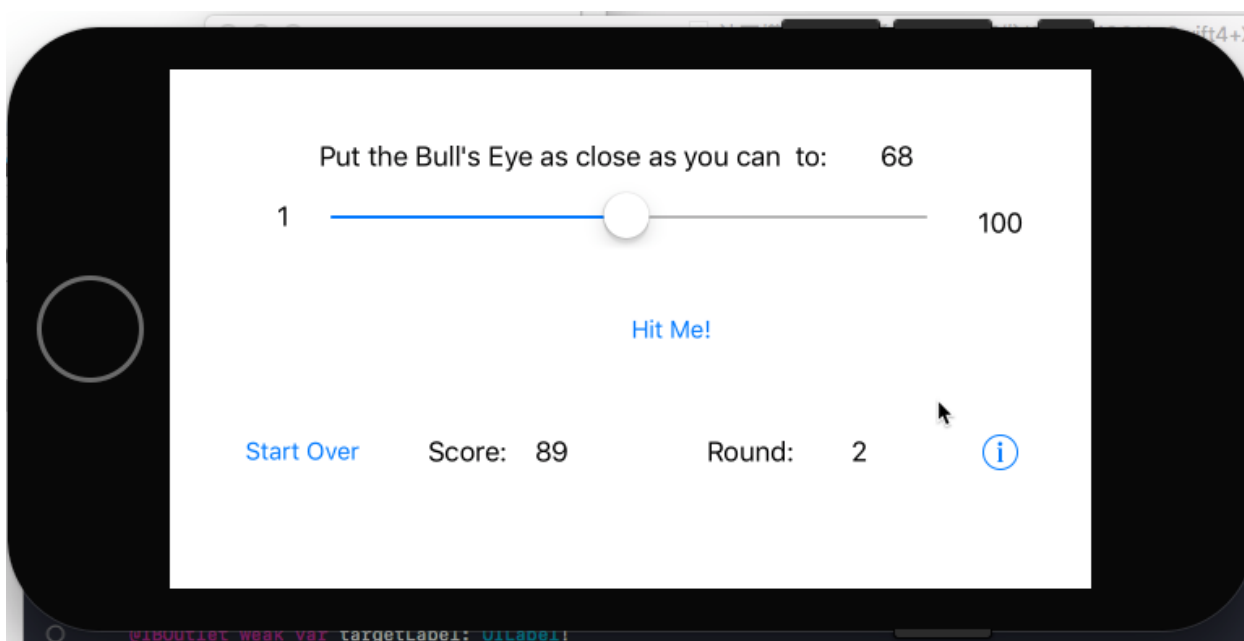 Put the Bull's Eye as close as you can to: 68
1 100
Hit Me!
Start Over Score: 89 Round: 2
@IBOutlet weak var targetLabel: UILabel!